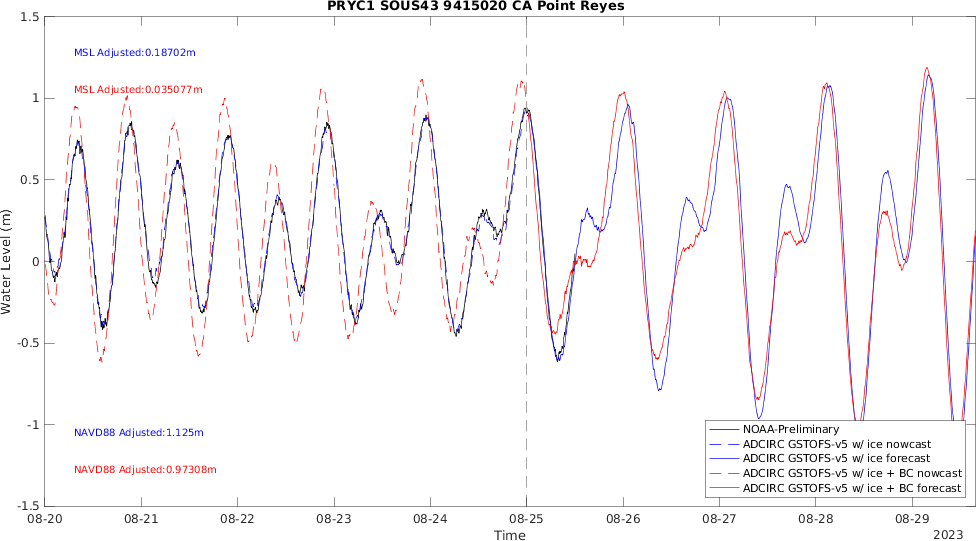 PRYC1 SOUS43 9415020 CA Point Reyes
1.5
1
0.5
0
-0.5
-1
-1.5
Water Level (m)
MSL Adjusted:0.18702m
MSL Adjusted:0.035077m
NAVD88 Adjusted:1.125m
NAVD88 Adjusted:0.97308m
NOAA-Preliminary
ADCIRC GSTOFS-v5 w/ ice nowcast
ADCIRC GSTOFS-v5 w/ ice forecast
ADCIRC GSTOFS-v5 w/ ice + BC nowcast
ADCIRC GSTOFS-v5 w/ ice + BC forecast
08-20 08-21 08-22 08-23 08-24 08-25 08-26 08-27 08-28 08-29
Time
2023